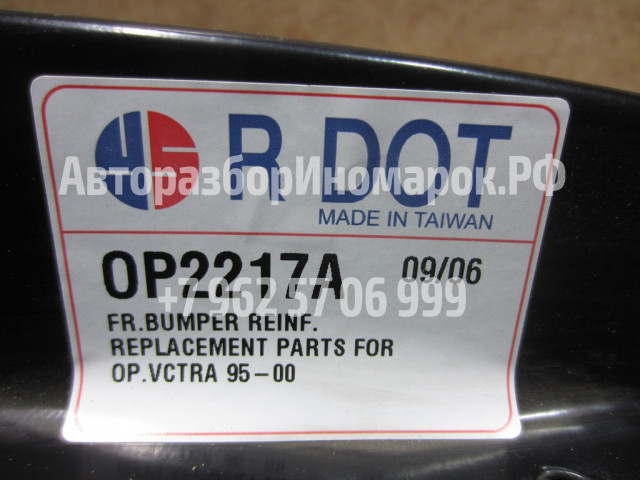 R DOT
АвторазборИномарок.РФ
MADE IN TAIWAN
OP2217A 09/06
+7 962 57 06 999
FR.BUMPER REINF.
REPLACEMENT PARTS FOR
OP.VCTRA 95-00